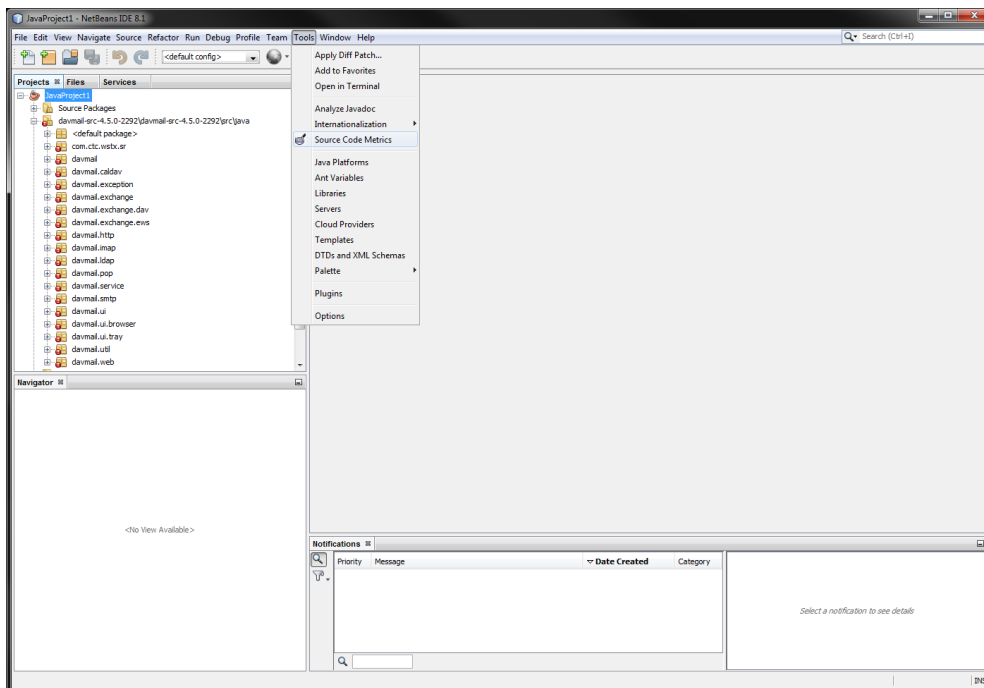 JavaProject1 - NetBeans IDE 8.1
File Edit View Navigate Source Refactor Run Debug Profile Team Tools Window Help
Search (Ctrl+I)
<default config>
Projects Files Services
JavaProject1
Source Packages
davmail-src-4.5.0-2292\davmail-src-4.5.0-2292\src\java
<default package>
com.ctc.wstx.sr
davmail
davmail.caldav
davmail.exception
davmail.exchange
davmail.exchange.dav
davmail.exchange.ews
davmail.http
davmail.imap
davmail.ldap
davmail.pop
davmail.service
davmail.smtp
davmail.ui
davmail.ui.browser
davmail.ui.tray
davmail.util
davmail.web
Apply Diff Patch...
Add to Favorites
Open in Terminal
Analyze Javadoc
Internationalization
Source Code Metrics
Java Platforms
Ant Variables
Libraries
Servers
Cloud Providers
Templates
DTDs and XML Schemas
Palette
Plugins
Options
Navigator
<No View Available>
Notifications
Priority Message Date Created Category
Select a notification to see details
INS